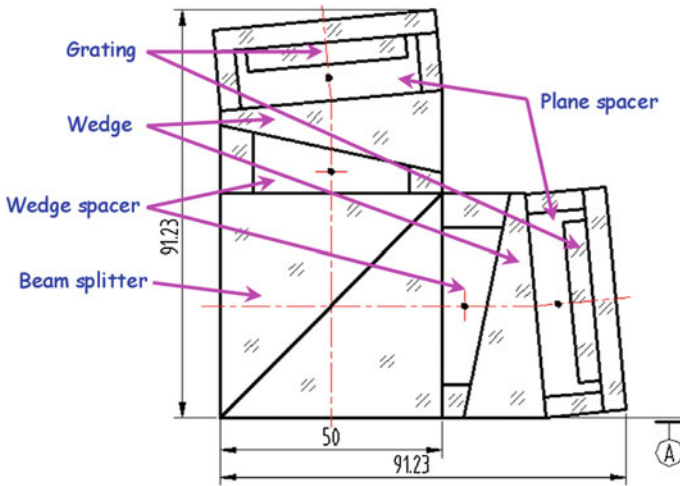 Grating
Plane spacer
Wedge
Wedge spacer
91.23
Beam splitter
50
91.23
A